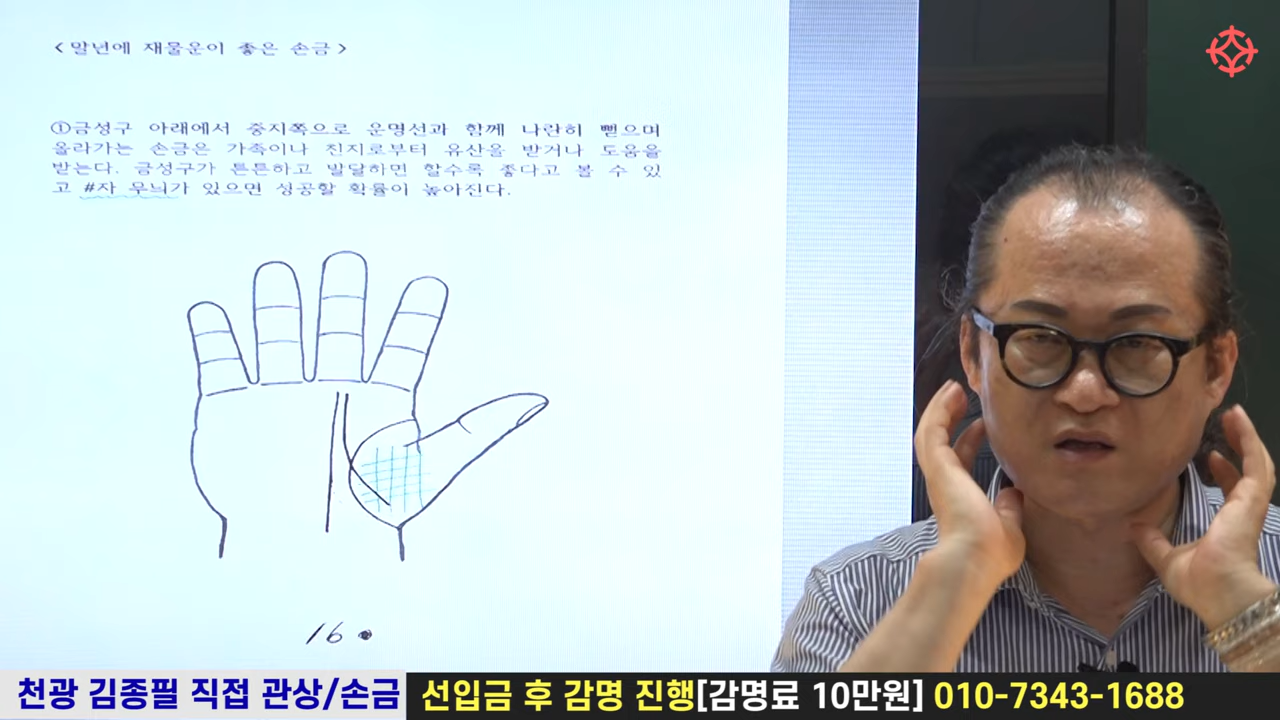 <말년에 재물운이 좋은 손금>
①금성구 아래에서 중지쪽으로 운명선과 함께 나란히 뻗으며
올라가는 손금은 가족이나 친지로부터 유산을 받거나 도움을
받는다. 금성구가 튼튼하고 발달하면 할수록 좋다고 볼 수 있
고 #자 무늬가 있으면 성공할 확률이 높아진다.
16
천광 김종필 직접 관상/손금
선입금 후 감명 진행[감명료 10만원] 010-7343-1688